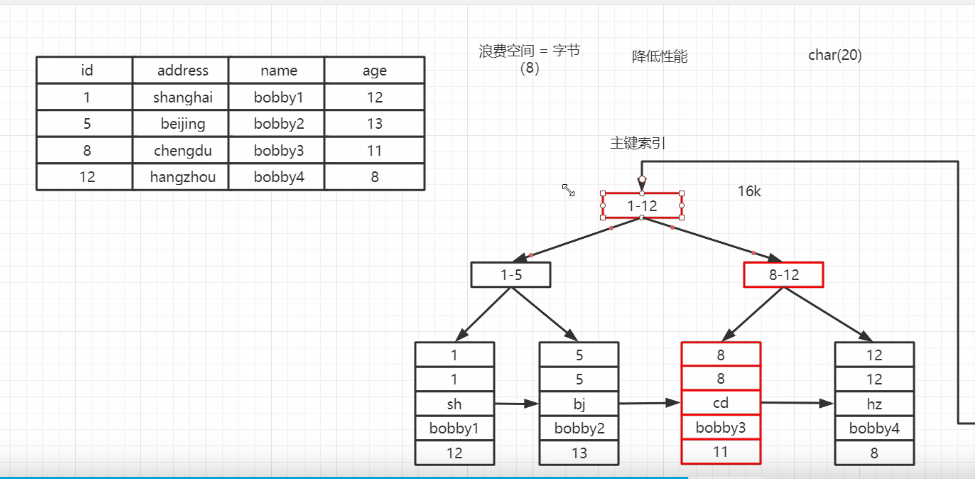 浪费空间 = 字节
(8)
降低性能
char(20)
id address name age
1 shanghai bobby1 12
5 beijing bobby2 13
8 chengdu bobby3 11
12 hangzhou bobby4 8
主键索引
1-12
16k
1-5
8-12
1 5 8 12
1 5 8 12
sh bj cd hz
bobby1 bobby2 bobby3 bobby4
12 13 11 8